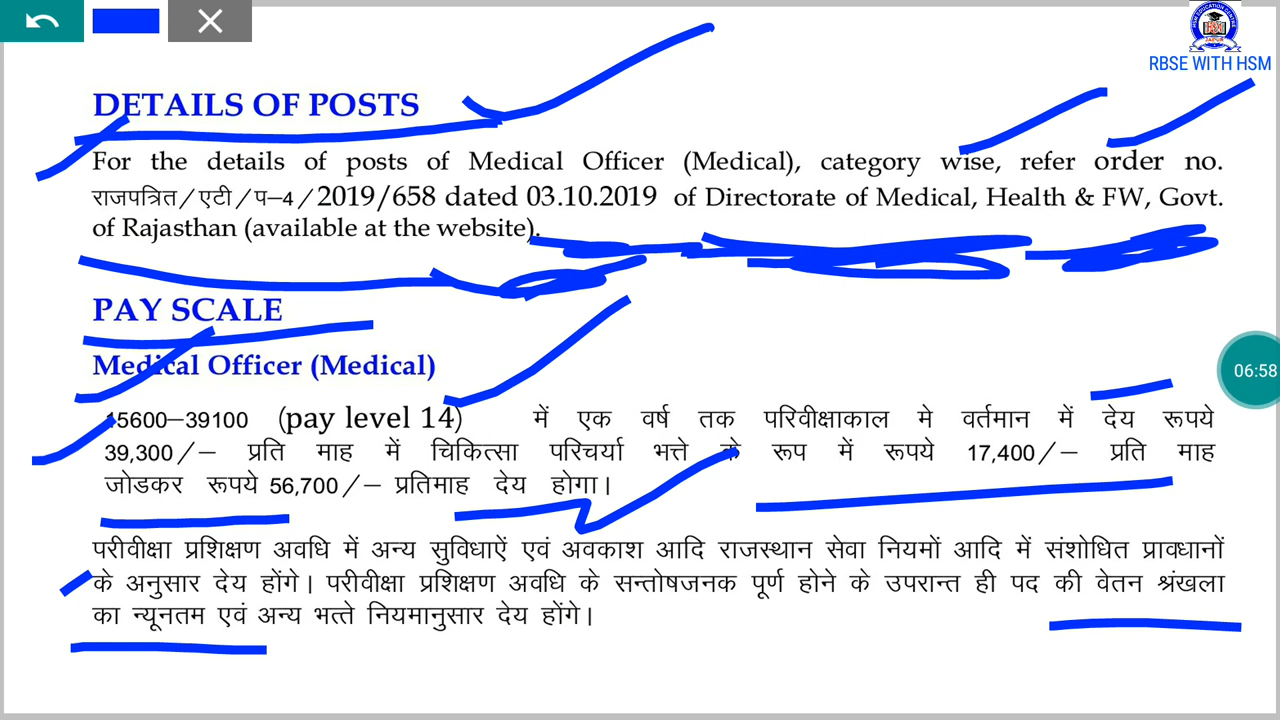 RBSE WITH HSM
DETAILS OF POSTS
For the details of posts of Medical Officer (Medical), category wise, refer order no.
राजपत्रित/एटी/प–4/2019/658 dated 03.10.2019 of Directorate of Medical, Health & FW, Govt.
of Rajasthan (available at the website).
PAY SCALE
Medical Officer (Medical)
06:58
15600–39100 (pay level 14) में एक वर्ष तक परिवीक्षाकाल मे वर्तमान में देय रूपये
39,300/– प्रति माह में चिकित्सा परिचर्या भत्ते के रूप में रूपये 17,400/– प्रति माह
जोडकर रूपये 56,700/– प्रतिमाह देय होगा।
परीवीक्षा प्रशिक्षण अवधि में अन्य सुविधाऐं एवं अवकाश आदि राजस्थान सेवा नियमों आदि में संशोधित प्रावधानों
के अनुसार देय होंगे। परीवीक्षा प्रशिक्षण अवधि के सन्तोषजनक पूर्ण होने के उपरान्त ही पद की वेतन श्रंखला
का न्यूनतम एवं अन्य भत्ते नियमानुसार देय होंगे।